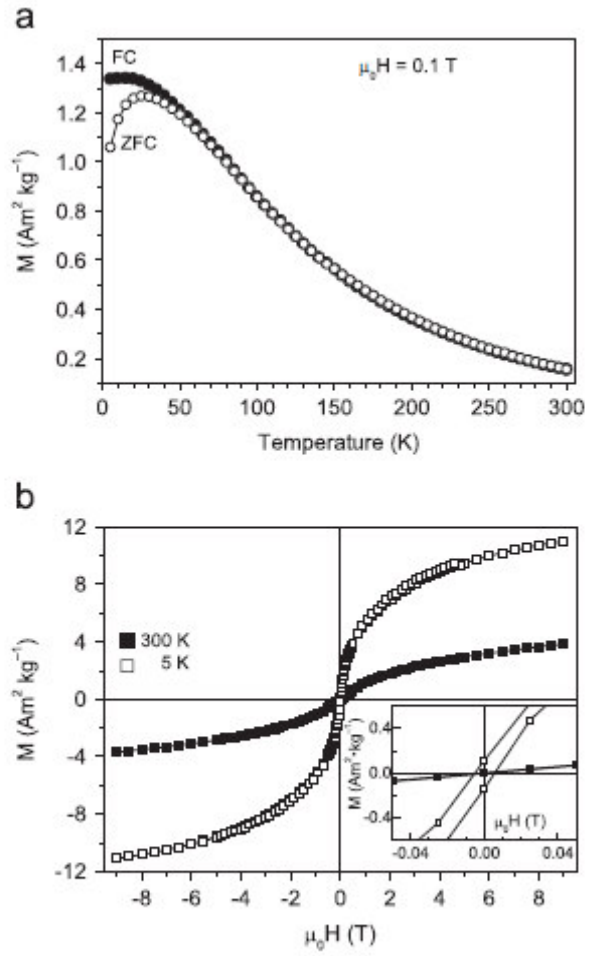 a
FC
ZFC
μ₀H = 0.1 T
M (Am² kg⁻¹)
1.4
1.2
1.0
0.8
0.6
0.4
0.2
0 50 100 150 200 250 300
Temperature (K)
b
M (Am² kg⁻¹)
12
8
4
0
-4
-8
-12
300 K
5 K
M (Am²·kg⁻¹)
0.4
0.0
-0.4
μ₀H (T)
-0.04 0.00 0.04
-8 -6 -4 -2 0 2 4 6 8
μ₀H (T)